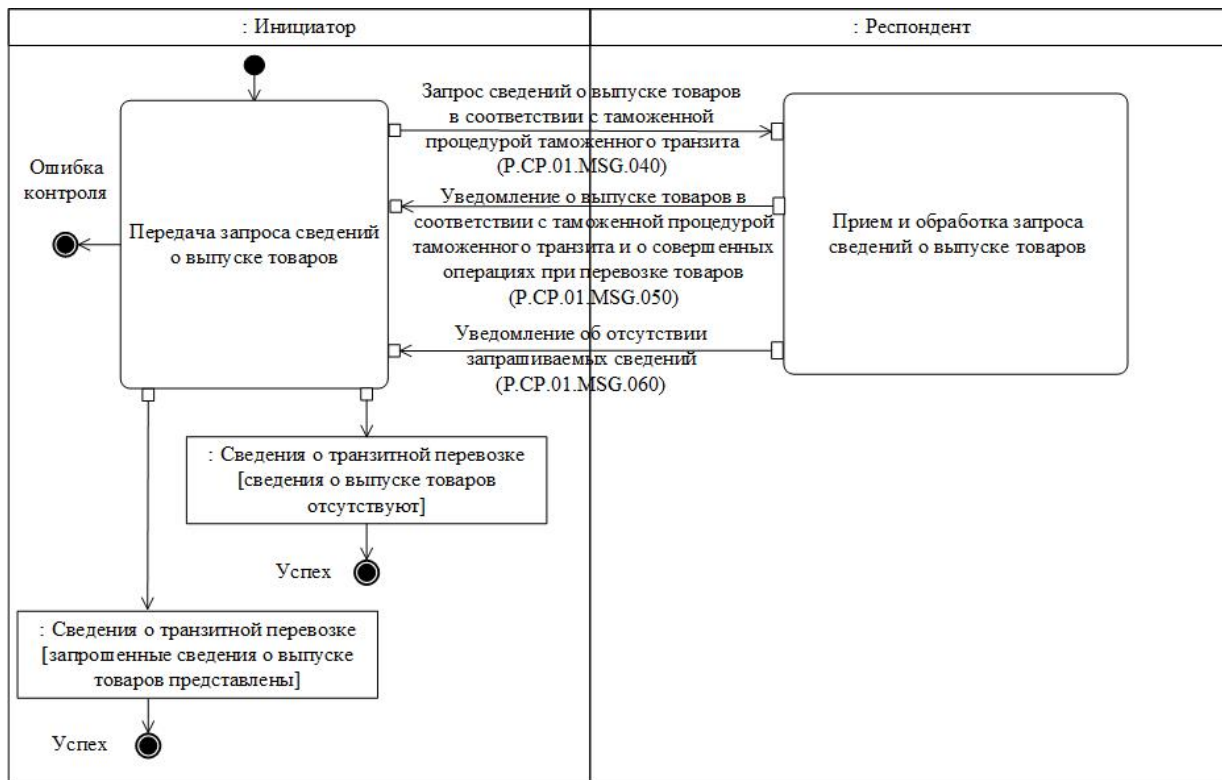 : Инициатор
: Респондент
Запрос сведений о выпуске товаров
в соответствии с таможенной
процедурой таможенного транзита
(P.CP.01.MSG.040)
Ошибка
контроля
Передача запроса сведений
о выпуске товаров
Уведомление о выпуске товаров в
соответствии с таможенной процедурой
таможенного транзита и о совершенных
операциях при перевозке товаров
(P.CP.01.MSG.050)
Прием и обработка запроса
сведений о выпуске товаров
Уведомление об отсутствии
запрашиваемых сведений
(P.CP.01.MSG.060)
: Сведения о транзитной перевозке
[сведения о выпуске товаров
отсутствуют]
Успех
: Сведения о транзитной перевозке
[запрошенные сведения о выпуске
товаров представлены]
Успех